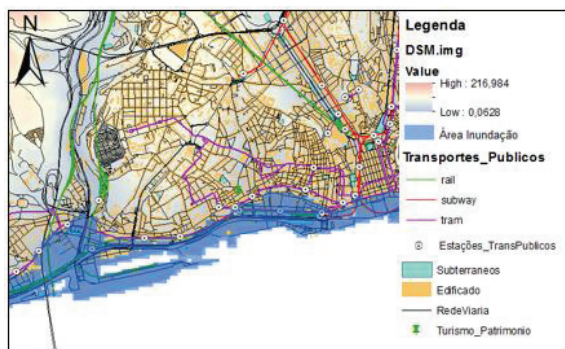 N
Legenda
DSM.img
Value
High : 216,984
Low : 0,0628
Área Inundação
Transportes_Publicos
rail
subway
tram
Estações_TransPublicos
Subterraneos
Edificado
RedeViaria
Turismo_Patrimonio